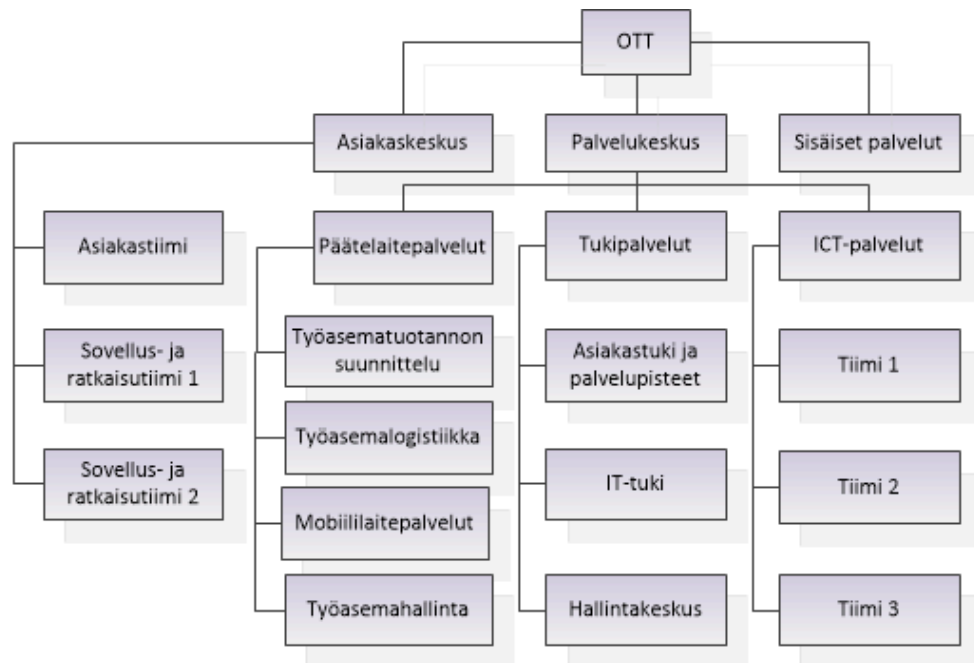 OTT
Asiakaskeskus
Palvelukeskus
Sisäiset palvelut
Asiakastiimi
Sovellus- ja
ratkaisutiimi 1
Sovellus- ja
ratkaisutiimi 2
Päätelaitepalvelut
Työasematuotannon
suunnittelu
Työasemalogistiikka
Mobiililaitepalvelut
Työasemahallinta
Tukipalvelut
Asiakastuki ja
palvelupisteet
IT-tuki
Hallintakeskus
ICT-palvelut
Tiimi 1
Tiimi 2
Tiimi 3